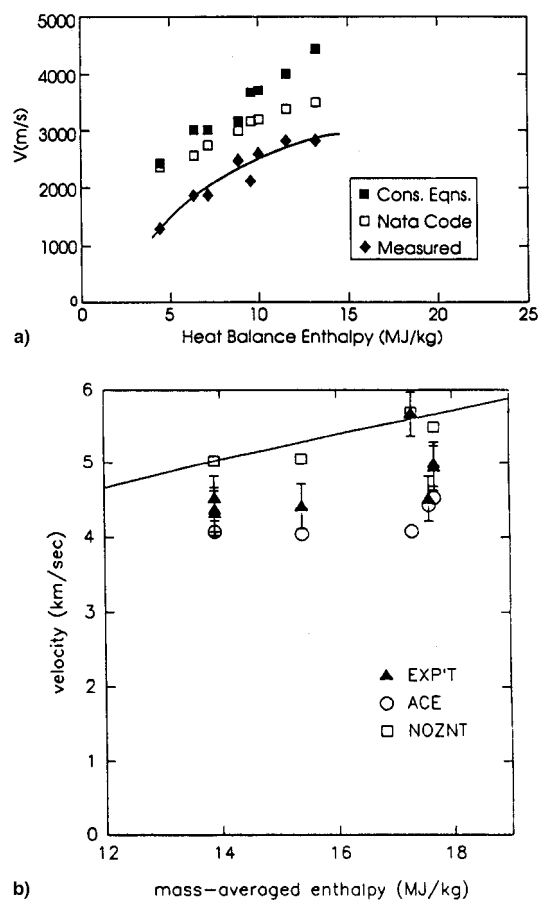 5000
4000
3000
2000
1000
0
V(m/s)
Cons. Eqns.
Nata Code
Measured
0 5 10 15 20 25
a) Heat Balance Enthalpy (MJ/kg)
6
5
4
3
2
1
0
velocity (km/sec)
EXP'T
ACE
NOZNT
12 14 16 18
b) mass-averaged enthalpy (MJ/kg)